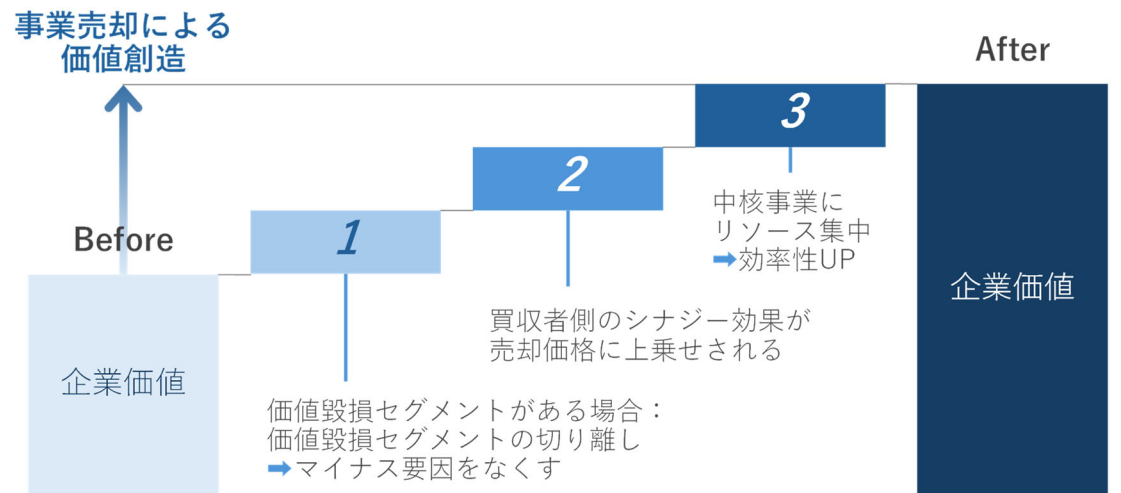 事業売却による
価値創造
Before
企業価値
1
価値毀損セグメントがある場合：
価値毀損セグメントの切り離し
➡マイナス要因をなくす
2
買収者側のシナジー効果が
売却価格に上乗せされる
3
中核事業に
リソース集中
➡効率性UP
After
企業価値